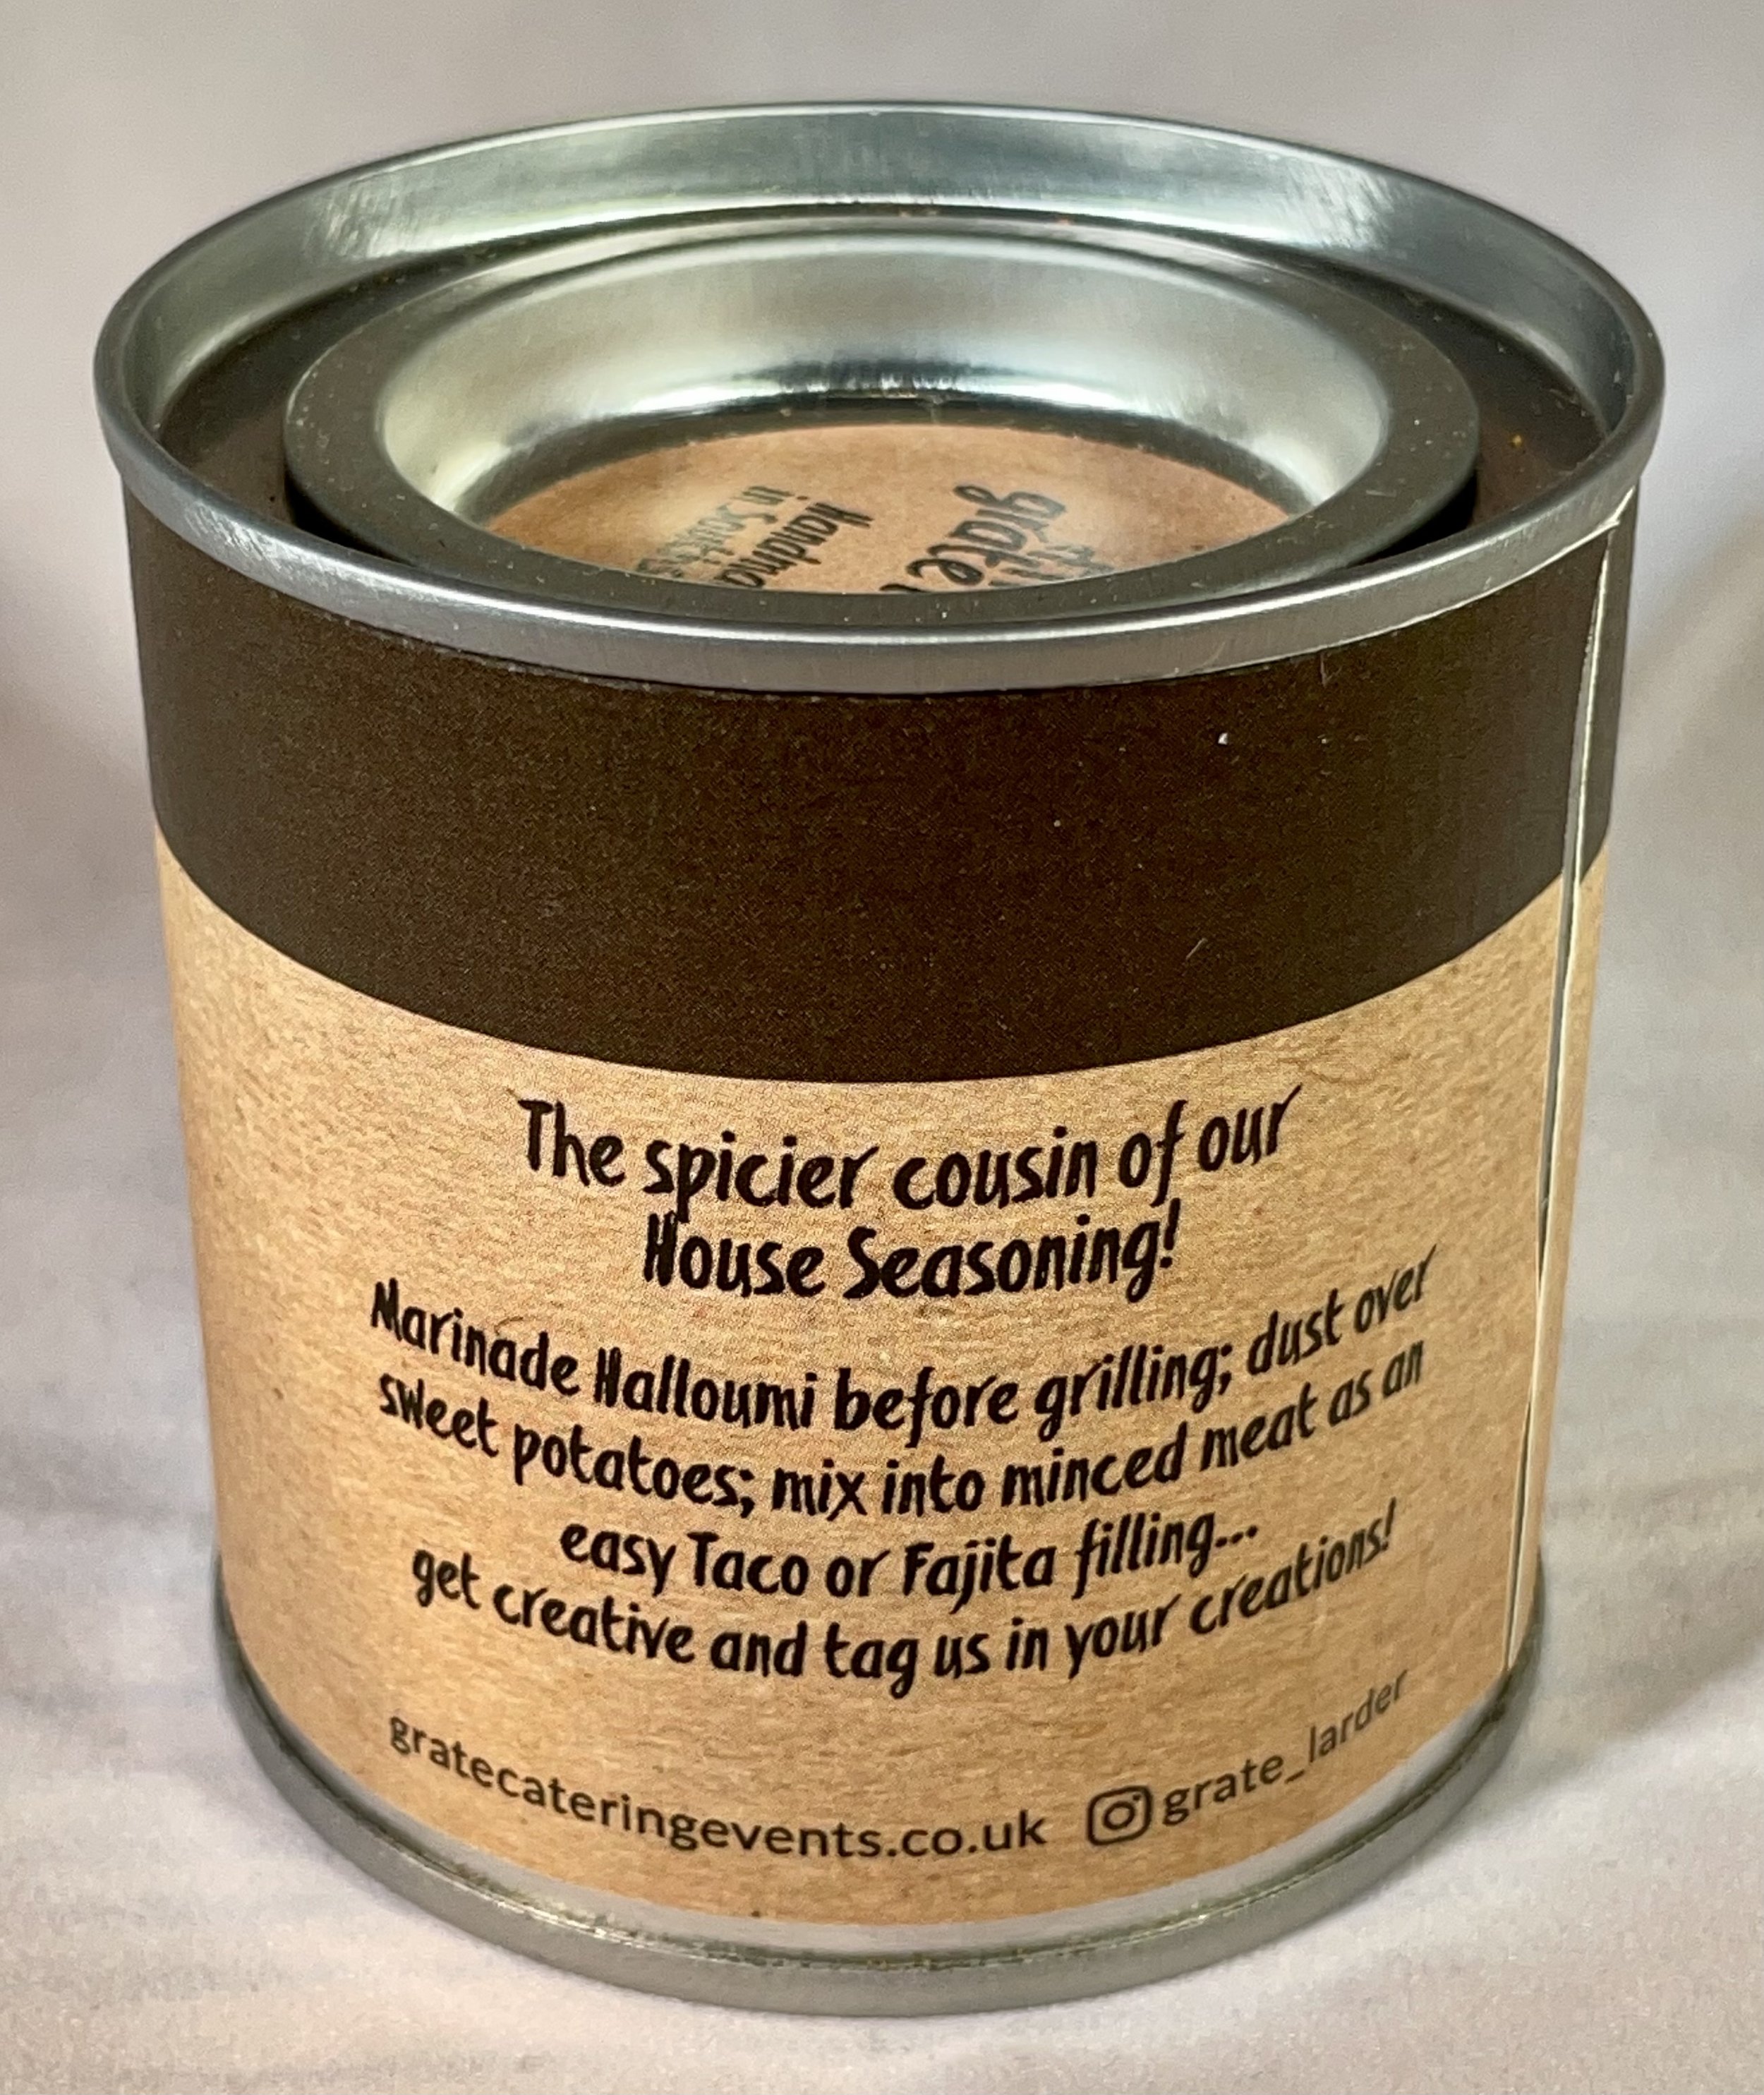 grate
The spicier cousin of our
House Seasoning!
Marinade Halloumi before grilling; dust over
sweet potatoes; mix into minced meat as an
easy Taco or Fajita filling...
get creative and tag us in your creations!
gratecateringevents.co.uk grate_larder